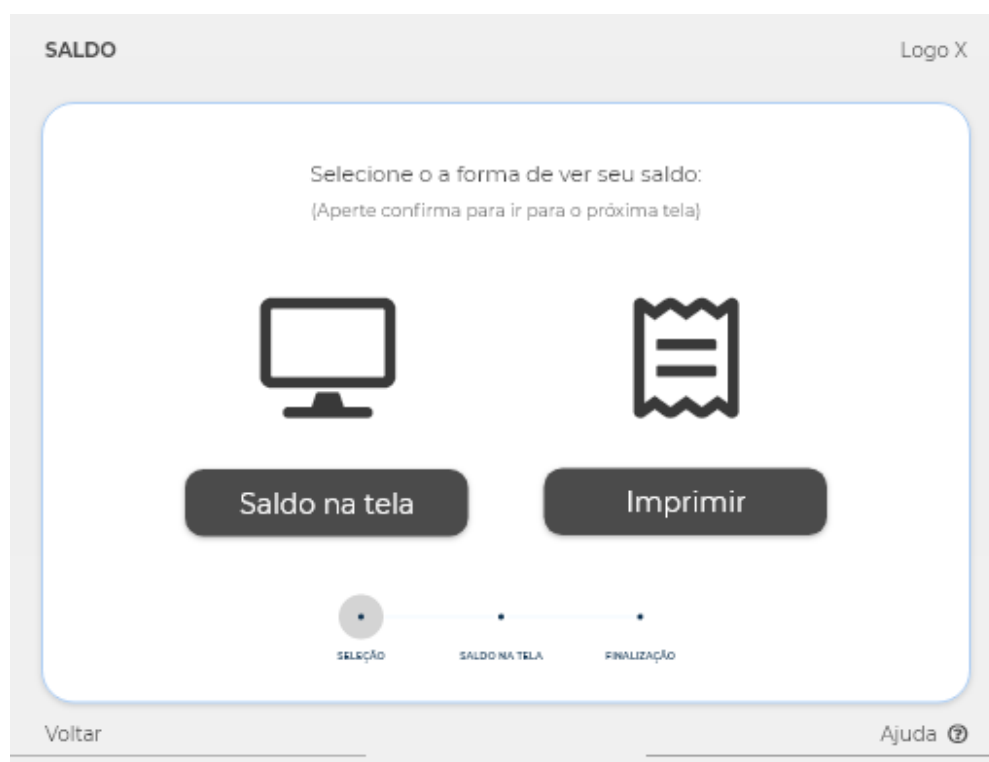 SALDO
Logo X
Selecione o a forma de ver seu saldo:
(Aperte confirma para ir para o próxima tela)
Saldo na tela
Imprimir
SELEÇÃO
SALDO NA TELA
FINALIZAÇÃO
Voltar
Ajuda